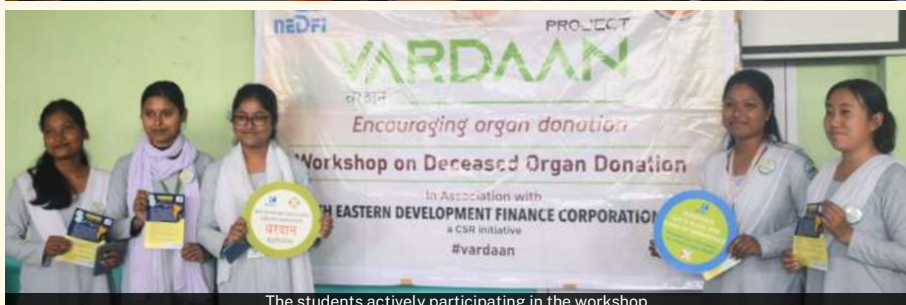 NEDFi
PROJECT
VARDAAN
वरदान
Encouraging organ donation
Workshop on Deceased Organ Donation
In Association with
TH EASTERN DEVELOPMENT FINANCE CORPORATION
a CSR initiative
#vardaan
वरदान
The students actively participating in the workshop